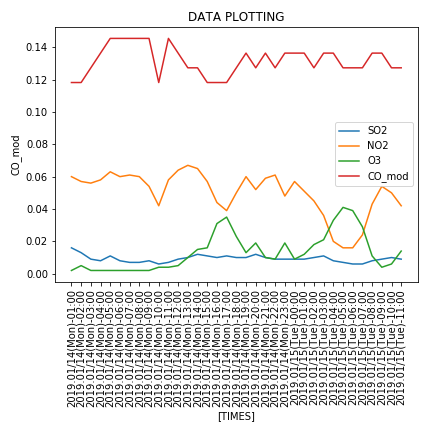 DATA PLOTTING
0.14
0.12
0.10
0.08
0.06
0.04
0.02
0.00
CO_mod
SO2
NO2
O3
CO_mod
2019.01/14(Mon)-01:00
2019.01/14(Mon)-02:00
2019.01/14(Mon)-03:00
2019.01/14(Mon)-04:00
2019.01/14(Mon)-05:00
2019.01/14(Mon)-06:00
2019.01/14(Mon)-07:00
2019.01/14(Mon)-08:00
2019.01/14(Mon)-09:00
2019.01/14(Mon)-10:00
2019.01/14(Mon)-11:00
2019.01/14(Mon)-12:00
2019.01/14(Mon)-13:00
2019.01/14(Mon)-14:00
2019.01/14(Mon)-15:00
2019.01/14(Mon)-16:00
2019.01/14(Mon)-17:00
2019.01/14(Mon)-18:00
2019.01/14(Mon)-19:00
2019.01/14(Mon)-20:00
2019.01/14(Mon)-21:00
2019.01/14(Mon)-22:00
2019.01/14(Mon)-23:00
2019.01/15(Tue)-00:00
2019.01/15(Tue)-01:00
2019.01/15(Tue)-02:00
2019.01/15(Tue)-03:00
2019.01/15(Tue)-04:00
2019.01/15(Tue)-05:00
2019.01/15(Tue)-06:00
2019.01/15(Tue)-07:00
2019.01/15(Tue)-08:00
2019.01/15(Tue)-09:00
2019.01/15(Tue)-10:00
2019.01/15(Tue)-11:00
[TIMES]